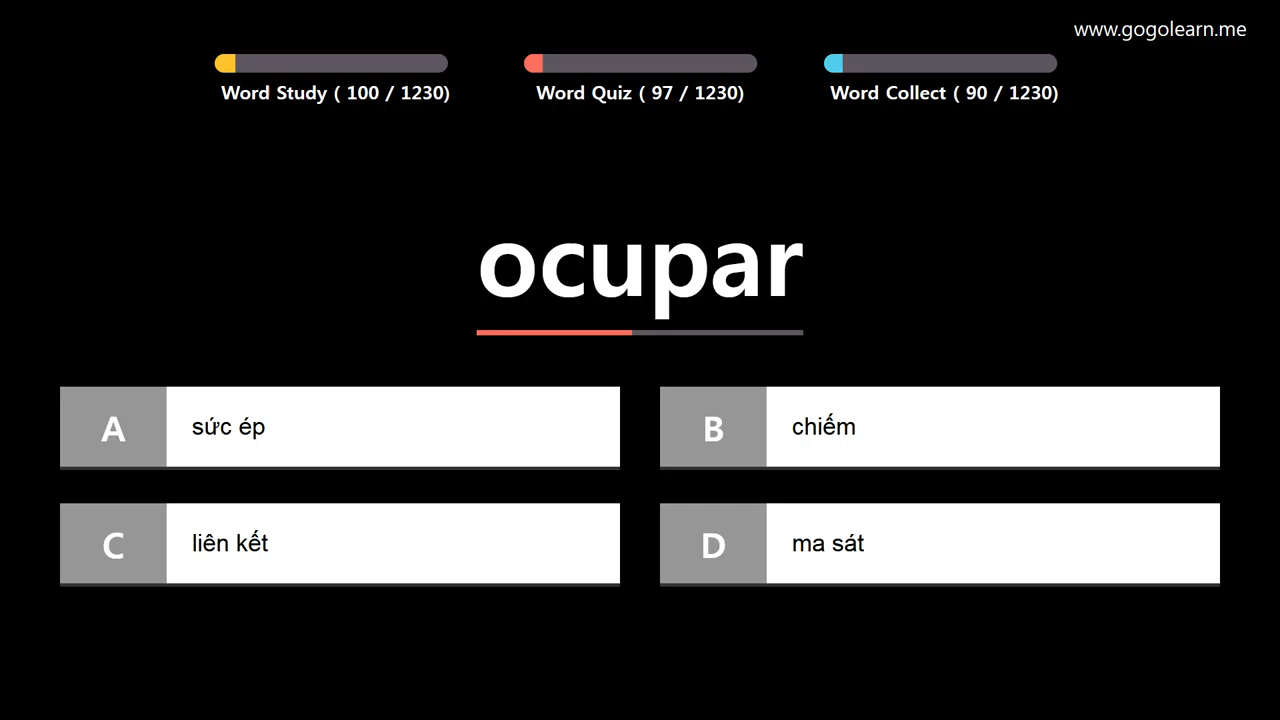 www.gogolearn.me
Word Study ( 100 / 1230)
Word Quiz ( 97 / 1230)
Word Collect ( 90 / 1230)
ocupar
A sức ép
B chiếm
C liên kết
D ma sát